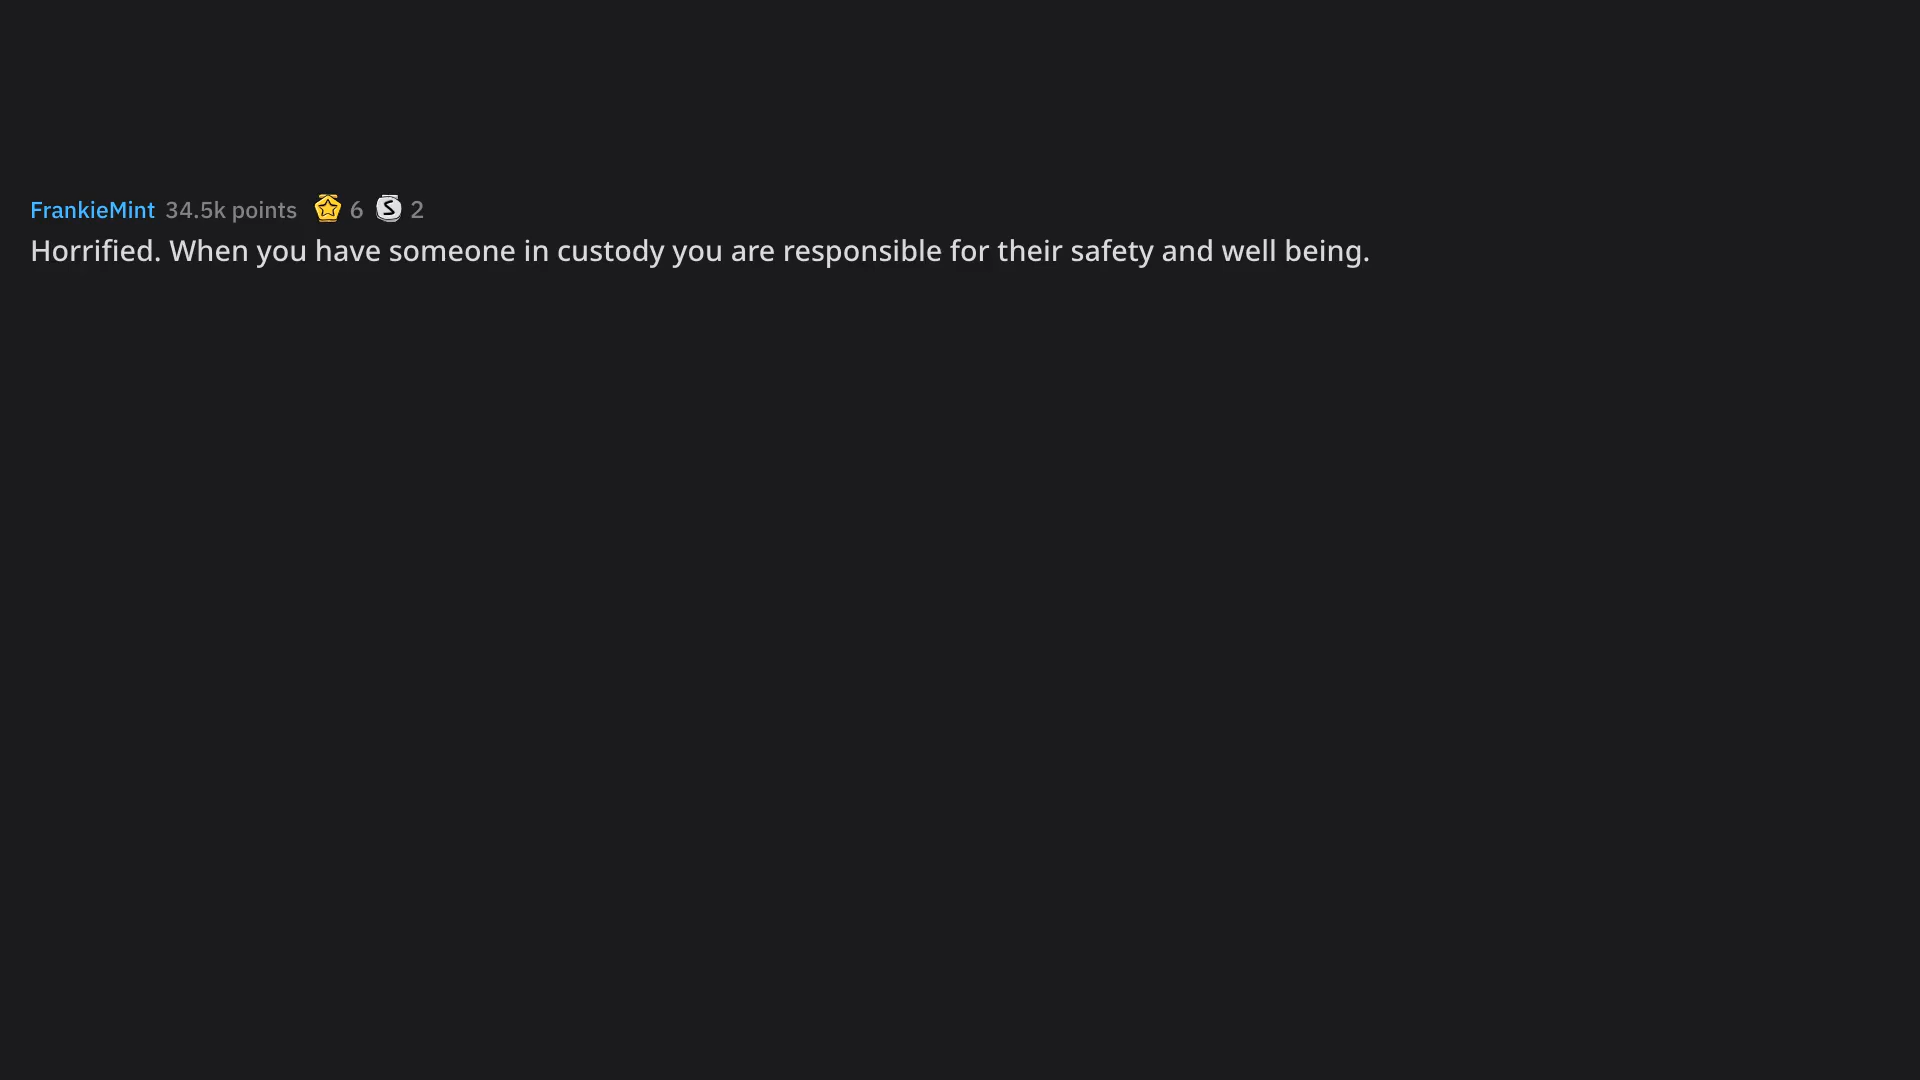 FrankieMint 34.5k points 6 S 2
Horrified. When you have someone in custody you are responsible for their safety and well being.